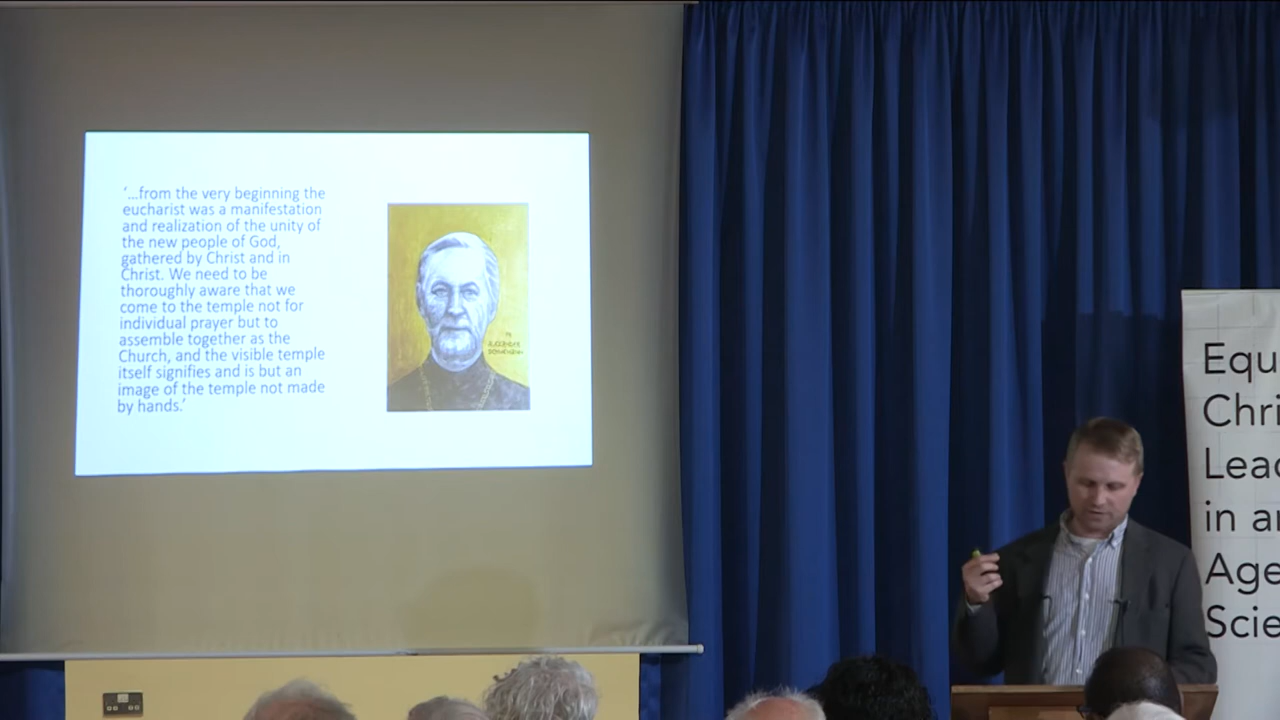 ‘...from the very beginning the
eucharist was a manifestation
and realization of the unity of
the new people of God,
gathered by Christ and in
Christ. We need to be
thoroughly aware that we
come to the temple not for
individual prayer but to
assemble together as the
Church, and the visible temple
itself signifies and is but an
image of the temple not made
by hands.’
Equ
Chri
Lead
in an
Age
Scie